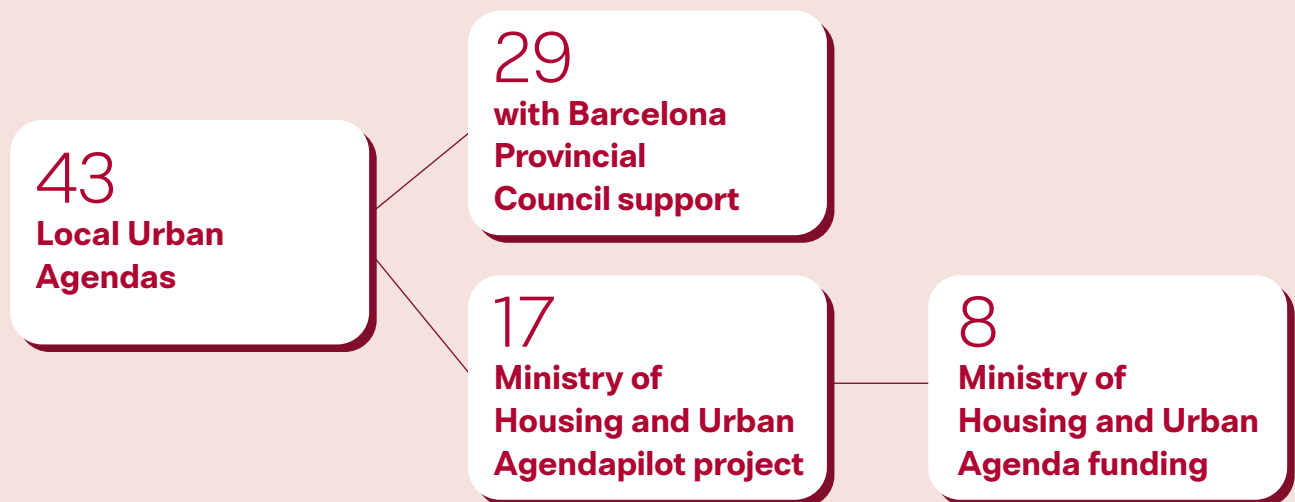 43
Local Urban
Agendas
29
with Barcelona
Provincial
Council support
17
Ministry of
Housing and Urban
Agendapilot project
8
Ministry of
Housing and Urban
Agenda funding